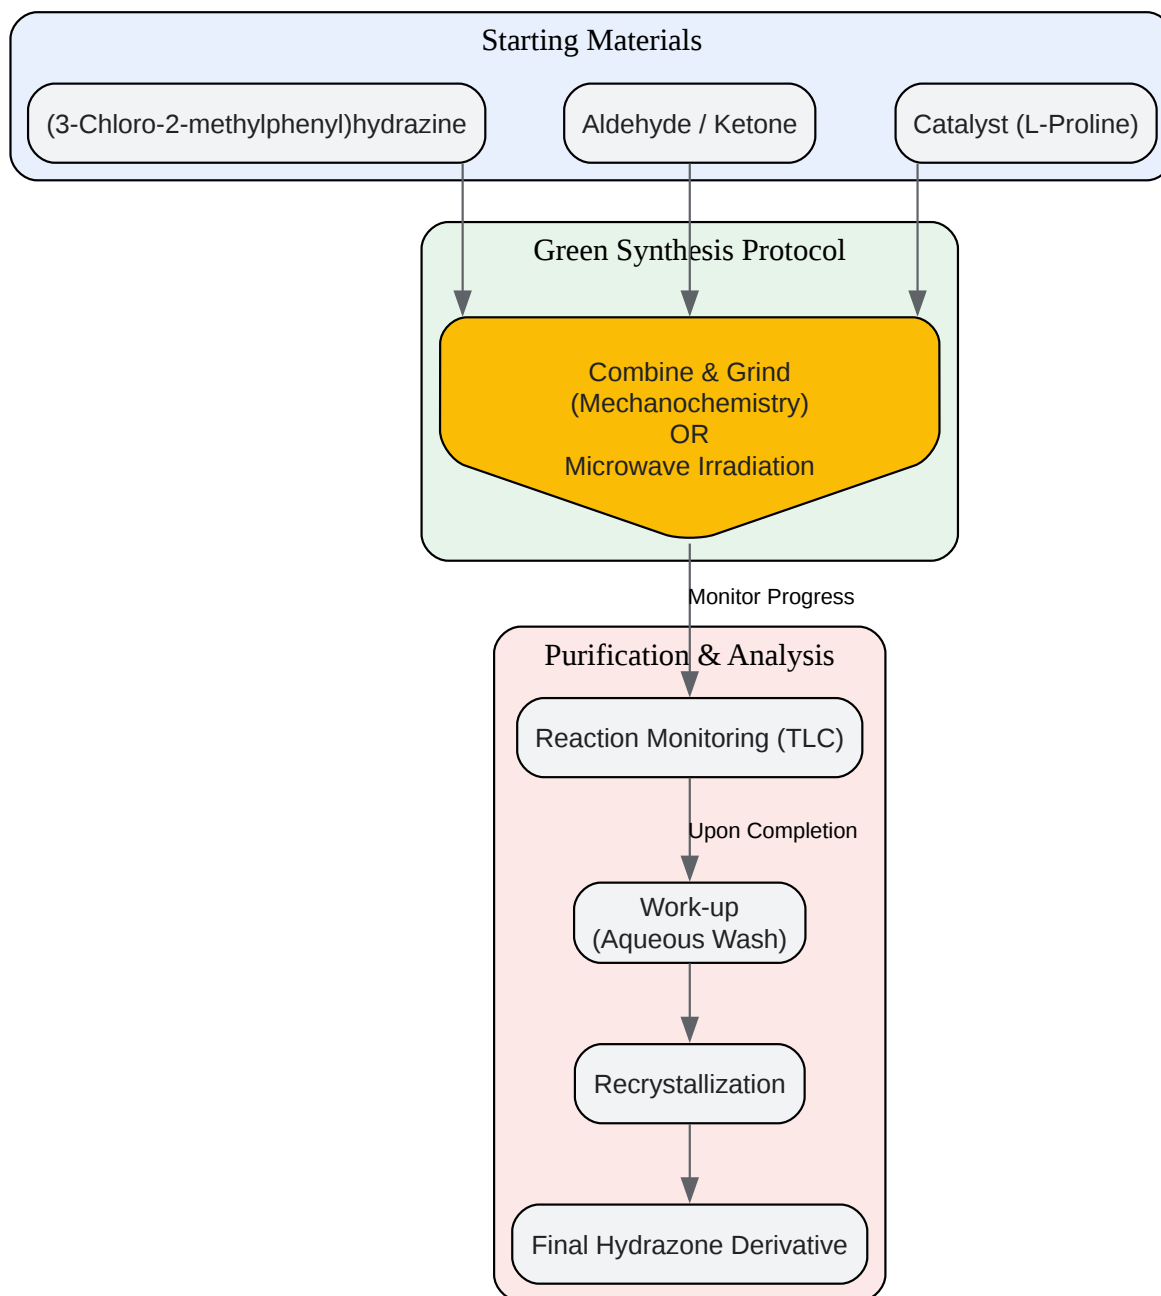 Starting Materials
(3-Chloro-2-methylphenyl)hydrazine
Aldehyde / Ketone
Catalyst (L-Proline)
Green Synthesis Protocol
Combine & Grind
(Mechanochemistry)
OR
Microwave Irradiation
Monitor Progress
Purification & Analysis
Reaction Monitoring (TLC)
Upon Completion
Work-up
(Aqueous Wash)
Recrystallization
Final Hydrazone Derivative